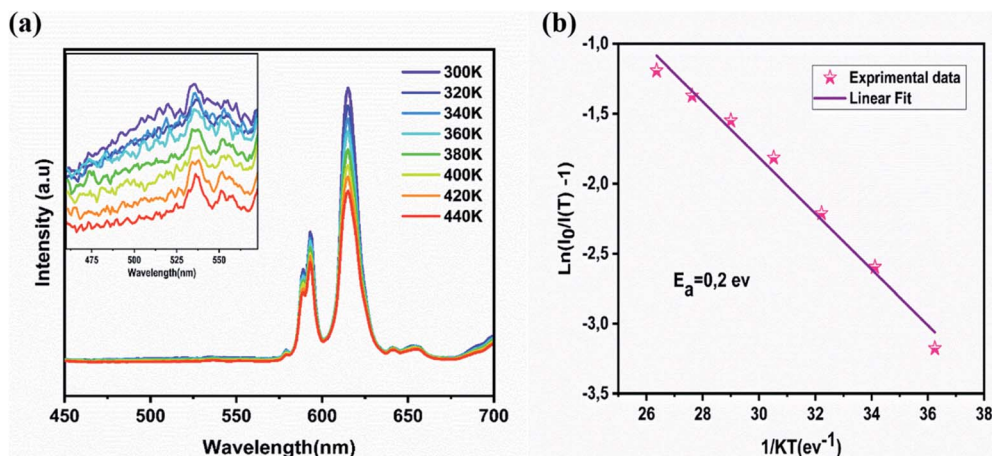 (a)
Intensity (a.u)
300K
320K
340K
360K
380K
400K
420K
440K
475 500 525 550
Wavelength(nm)
450 500 550 600 650 700
Wavelength(nm)
(b)
Ln(I0/I(T) -1)
-1,0
-1,5
-2,0
-2,5
-3,0
-3,5
Exprimental data
Linear Fit
Ea=0,2 ev
26 28 30 32 34 36 38
1/KT(ev-1)